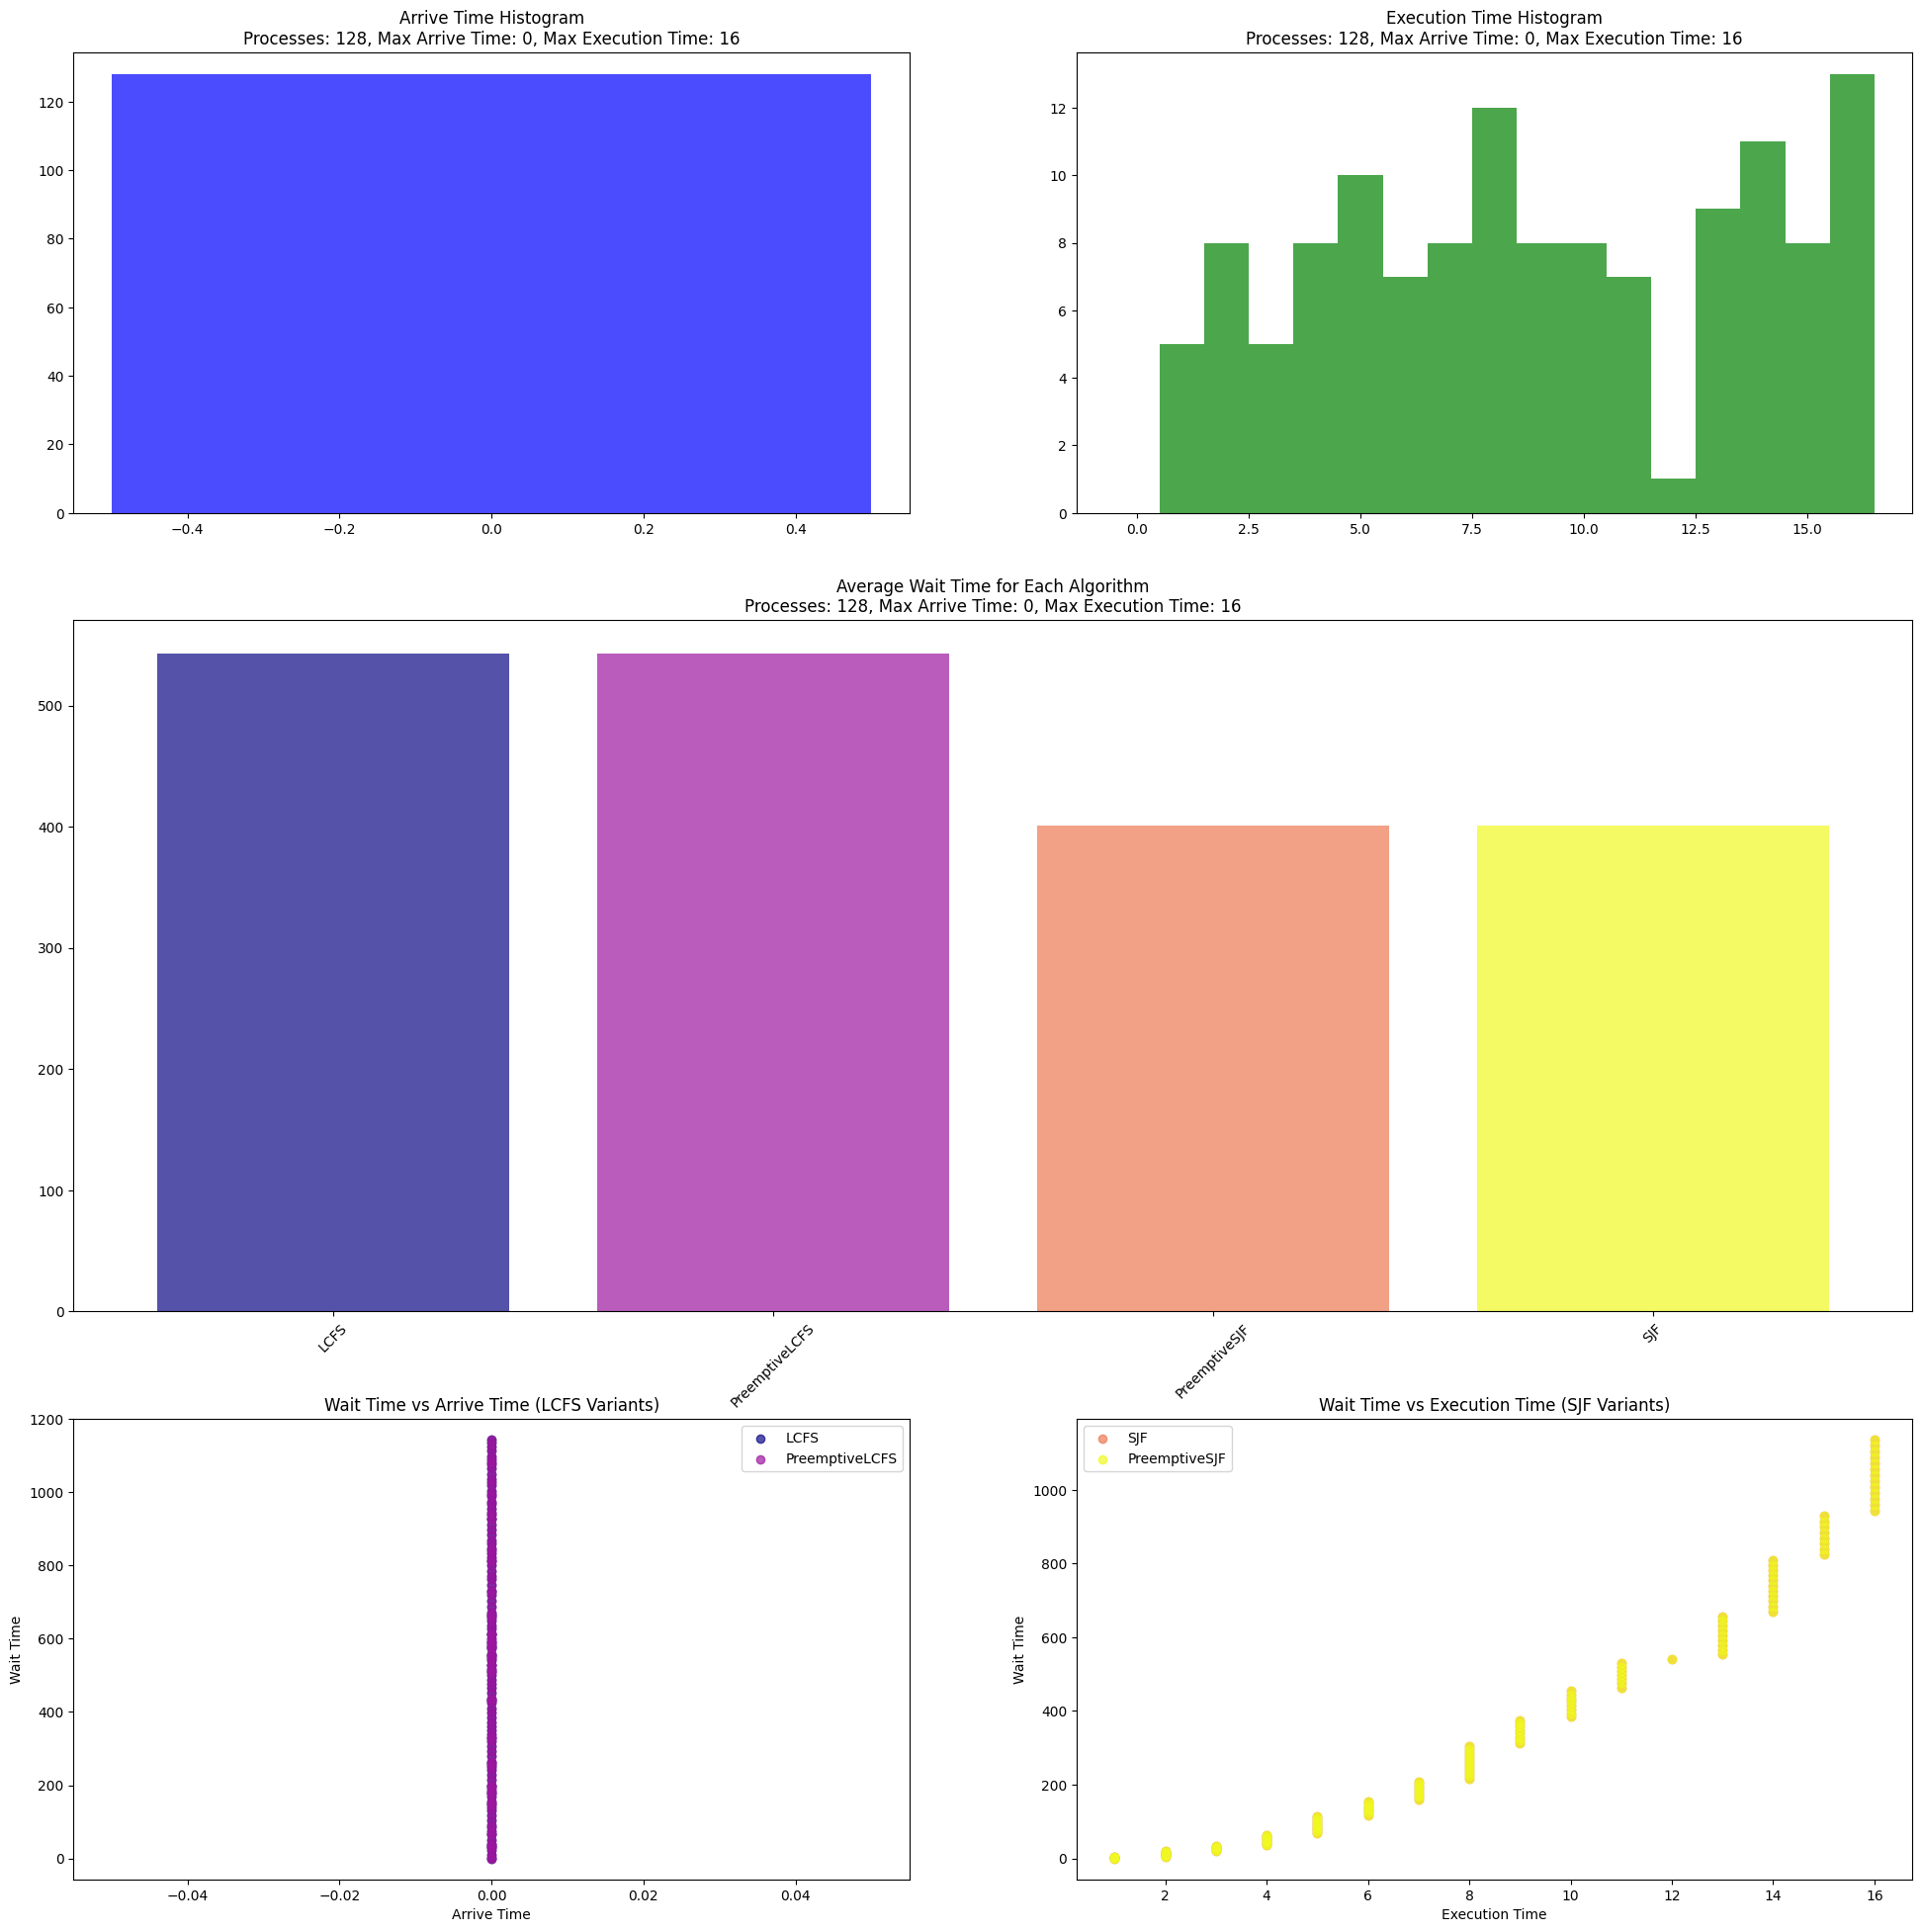 Arrive Time Histogram
Processes: 128, Max Arrive Time: 0, Max Execution Time: 16
120
100
80
60
40
20
0
−0.4
−0.2
0.0
0.2
0.4
Execution Time Histogram
Processes: 128, Max Arrive Time: 0, Max Execution Time: 16
12
10
8
6
4
2
0
0.0
2.5
5.0
7.5
10.0
12.5
15.0
Average Wait Time for Each Algorithm
Processes: 128, Max Arrive Time: 0, Max Execution Time: 16
500
400
300
200
100
0
LCFS
PreemptiveLCFS
PreemptiveSJF
SJF
Wait Time vs Arrive Time (LCFS Variants)
LCFS
PreemptiveLCFS
Wait Time
1200
1000
800
600
400
200
0
−0.04
−0.02
0.00
0.02
0.04
Arrive Time
Wait Time vs Execution Time (SJF Variants)
SJF
PreemptiveSJF
Wait Time
1000
800
600
400
200
0
2
4
6
8
10
12
14
16
Execution Time